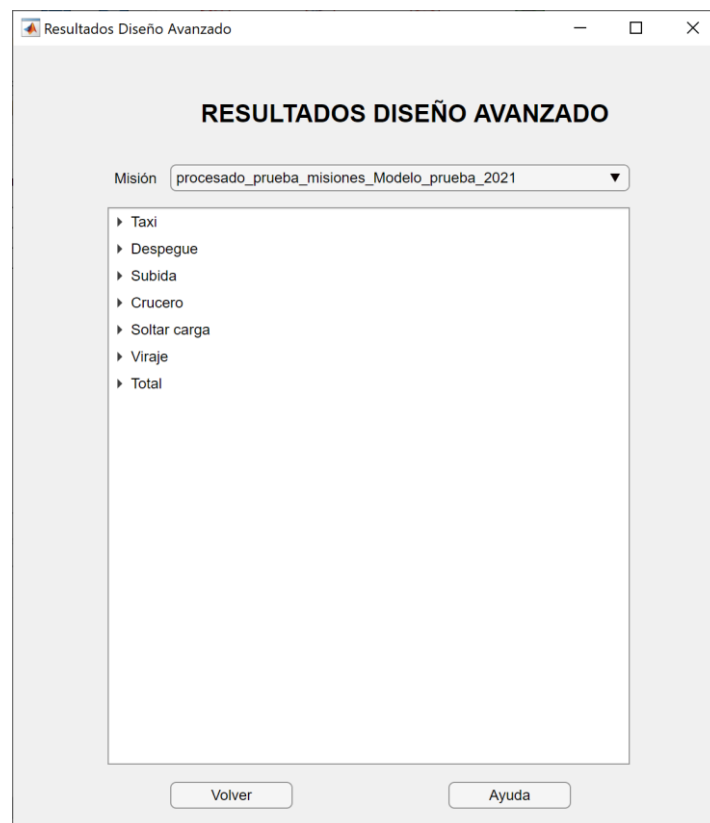 Resultados Diseño Avanzado
RESULTADOS DISEÑO AVANZADO
Misión procesado_prueba_misiones_Modelo_prueba_2021
Taxi
Despegue
Subida
Crucero
Soltar carga
Viraje
Total
Volver Ayuda